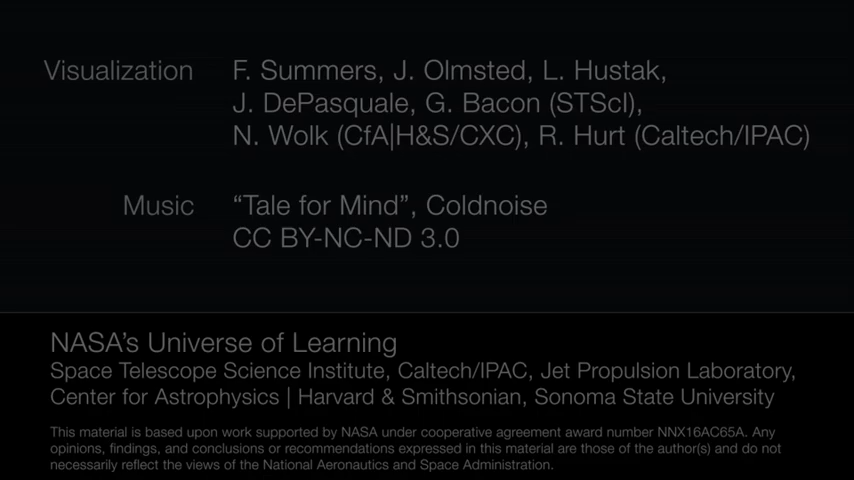 Visualization F. Summers, J. Olmsted, L. Hustak,
J. DePasquale, G. Bacon (STScI),
N. Wolk (CfA|H&S/CXC), R. Hurt (Caltech/IPAC)
Music “Tale for Mind”, Coldnoise
CC BY-NC-ND 3.0
NASA’s Universe of Learning
Space Telescope Science Institute, Caltech/IPAC, Jet Propulsion Laboratory,
Center for Astrophysics | Harvard & Smithsonian, Sonoma State University
This material is based upon work supported by NASA under cooperative agreement award number NNX16AC65A. Any
opinions, findings, and conclusions or recommendations expressed in this material are those of the author(s) and do not
necessarily reflect the views of the National Aeronautics and Space Administration.